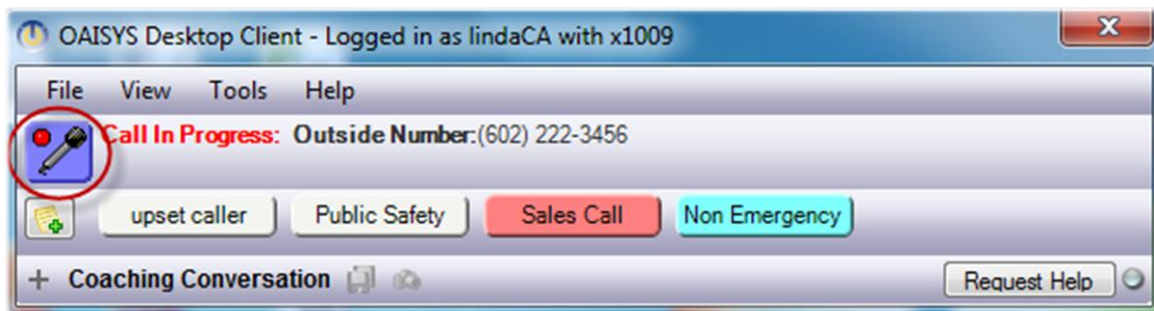 OAISYS Desktop Client - Logged in as lindaCA with x1009
File View Tools Help
Call In Progress: Outside Number:(602) 222-3456
upset caller Public Safety Sales Call Non Emergency
+ Coaching Conversation Request Help